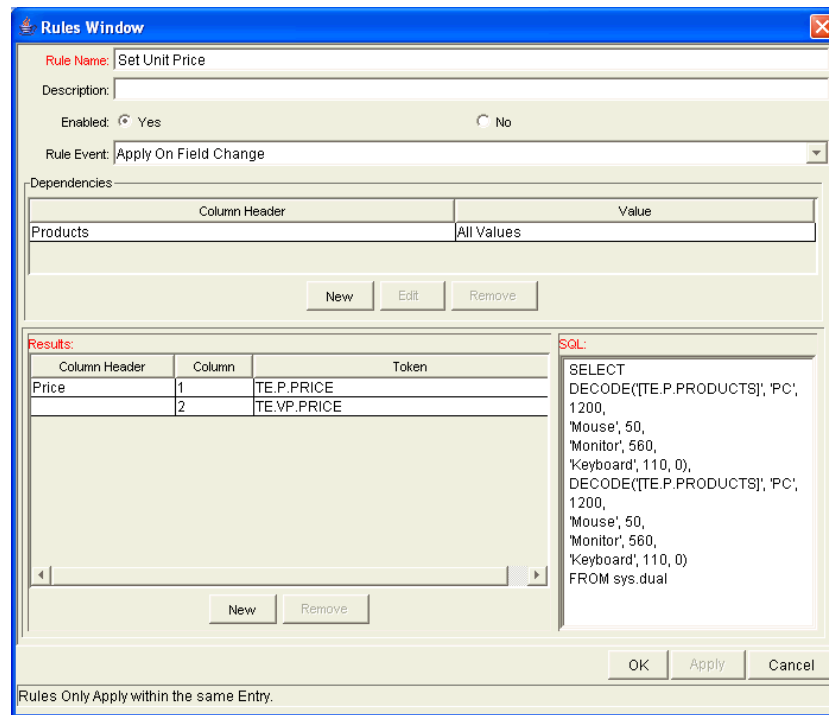 Rules Window
Rule Name: Set Unit Price
Description:
Enabled: Yes No
Rule Event: Apply On Field Change
Dependencies
Column Header Value
Products All Values
New Edit Remove
Results:
Column Header Column Token
Price 1 TE.P.PRICE
2 TE.VP.PRICE
New Remove
SQL:
SELECT
DECODE('[TE.P.PRODUCTS]', 'PC',
1200,
'Mouse', 50,
'Monitor', 560,
'Keyboard', 110, 0),
DECODE('[TE.P.PRODUCTS]', 'PC',
1200,
'Mouse', 50,
'Monitor', 560,
'Keyboard', 110, 0)
FROM sys.dual
OK Apply Cancel
Rules Only Apply within the same Entry.